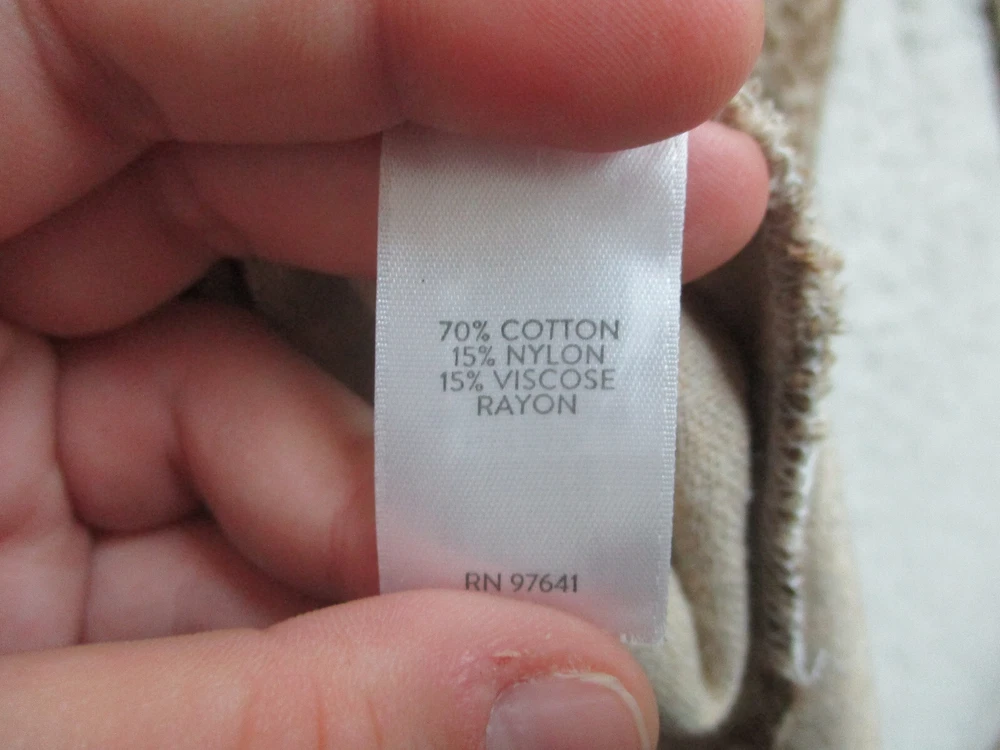 70% COTTON
15% NYLON
15% VISCOSE
RAYON
RN 97641